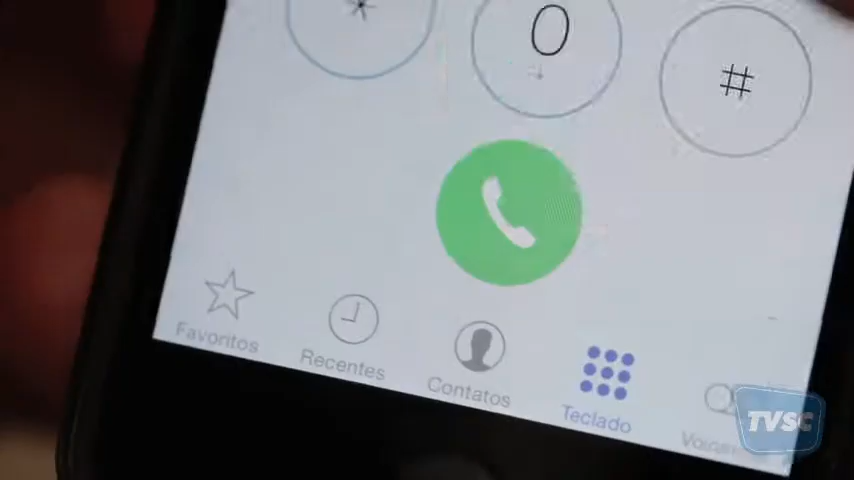 * 0 #
+
Favoritos
Recentes
Contatos
Teclado
TVSC